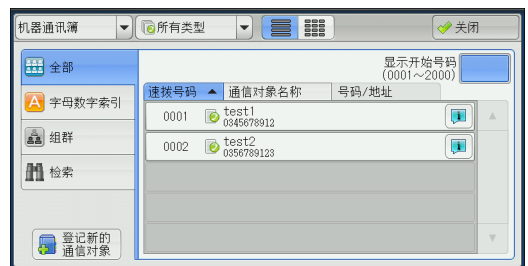 机器通讯簿
所有类型
关闭
全部
字母数字索引
组群
检索
登记新的
通信对象
显示开始号码
(0001～2000)
速拨号码 通信对象名称 号码/地址
0001 test1
0345678912
0002 test2
0356789123